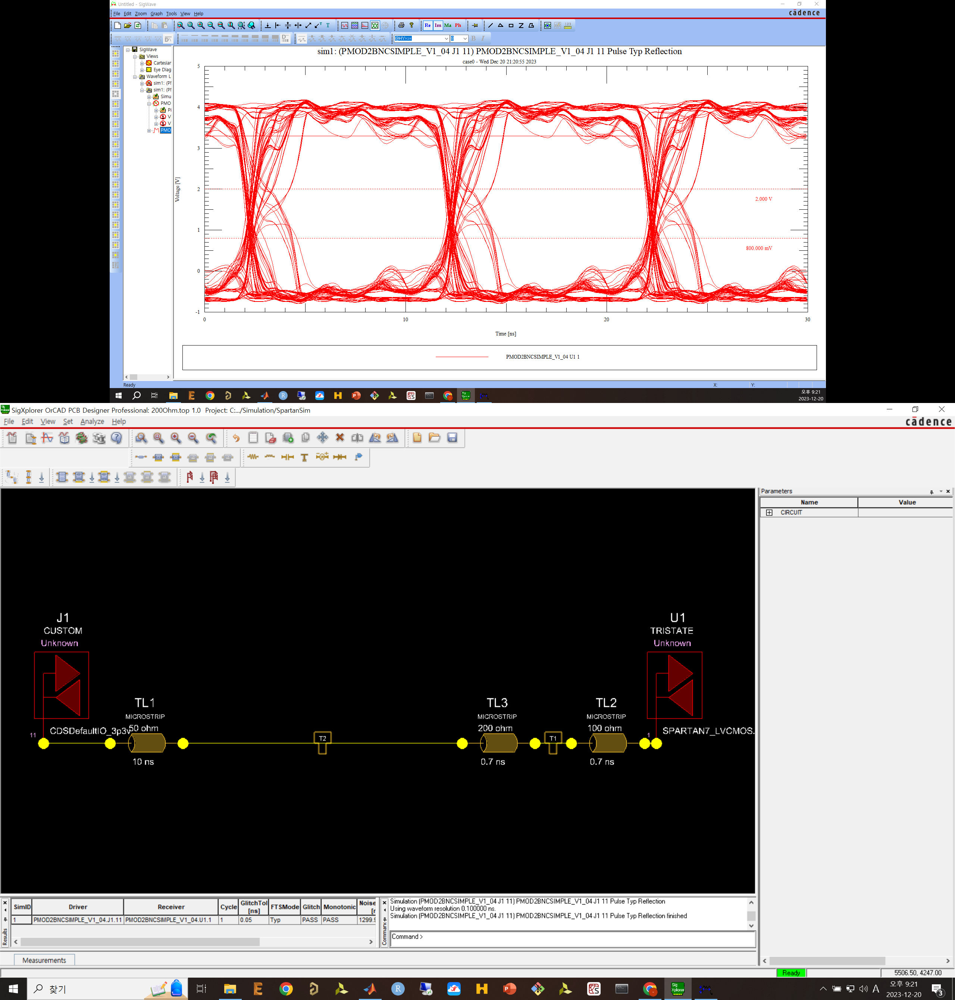 Untitled - SigWave
File Edit Zoom Graph Tools View Help
cādence
Re Im Ma Ph
SigWave
Views
Cartesian
Eye Diag
Waveform L
sim1: (Pf
sim1: (Pf
Simu
PMO
Pi
V
V
PMO
sim1: (PMOD2BNCSIMPLE_V1_04 J1 11) PMOD2BNCSIMPLE_V1_04 J1 11 Pulse Typ Reflection
case0 - Wed Dec 20 21:20:55 2023
5
4
3
2
1
0
-1
Voltage [V]
2.000 V
800.000 mV
0 10 20 30
Time [ns]
PMOD2BNCSIMPLE_V1_04 U1 1
Ready X: Y:
오후 9:21
2023-12-20
SigXplorer OrCAD PCB Designer Professional: 200Ohm.top 1.0 Project: C:.../Simulation/SpartanSim
File Edit View Set Analyze Help
cādence
Parameters
Name Value
CIRCUIT
J1
CUSTOM
Unknown
11
CDSDefaultIO_3p3v
TL1
MICROSTRIP
50 ohm
10 ns
T2
TL3
MICROSTRIP
200 ohm
0.7 ns
T1
TL2
MICROSTRIP
100 ohm
0.7 ns
U1
TRISTATE
Unknown
1
SPARTAN7_LVCMOS.
SimID Driver Receiver Cycle GlitchTol [ns] FTSMode Glitch Monotonic Noise
1 PMOD2BNCSIMPLE_V1_04.J1.11 PMOD2BNCSIMPLE_V1_04.U1.1 1 0.05 Typ PASS PASS 1299.9
Results
Simulation (PMOD2BNCSIMPLE_V1_04 J1 11) PMOD2BNCSIMPLE_V1_04 J1 11 Pulse Typ Reflection
Using waveform resolution 0.100000 ns.
Simulation (PMOD2BNCSIMPLE_V1_04 J1 11) PMOD2BNCSIMPLE_V1_04 J1 11 Pulse Typ Reflection finished
Command >
Measurements
Ready 5506.50, 4247.00
찾기
A
오후 9:21
2023-12-20
3